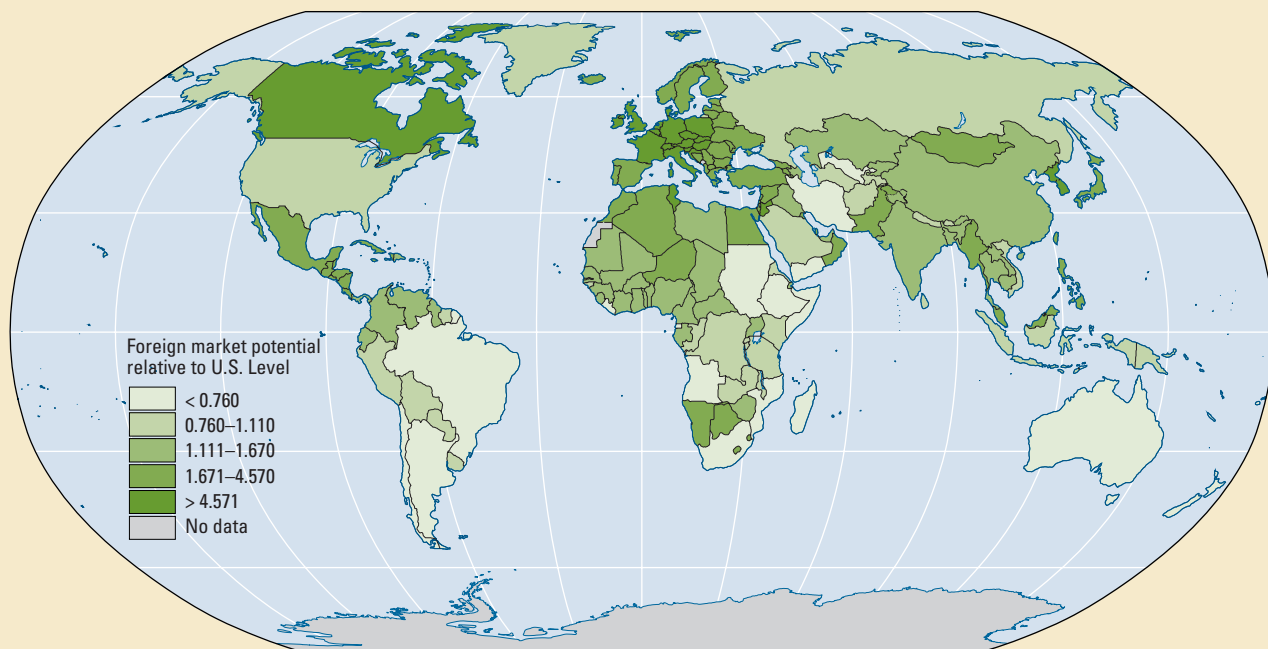 Foreign market potential
relative to U.S. Level
< 0.760
0.760–1.110
1.111–1.670
1.671–4.570
> 4.571
No data